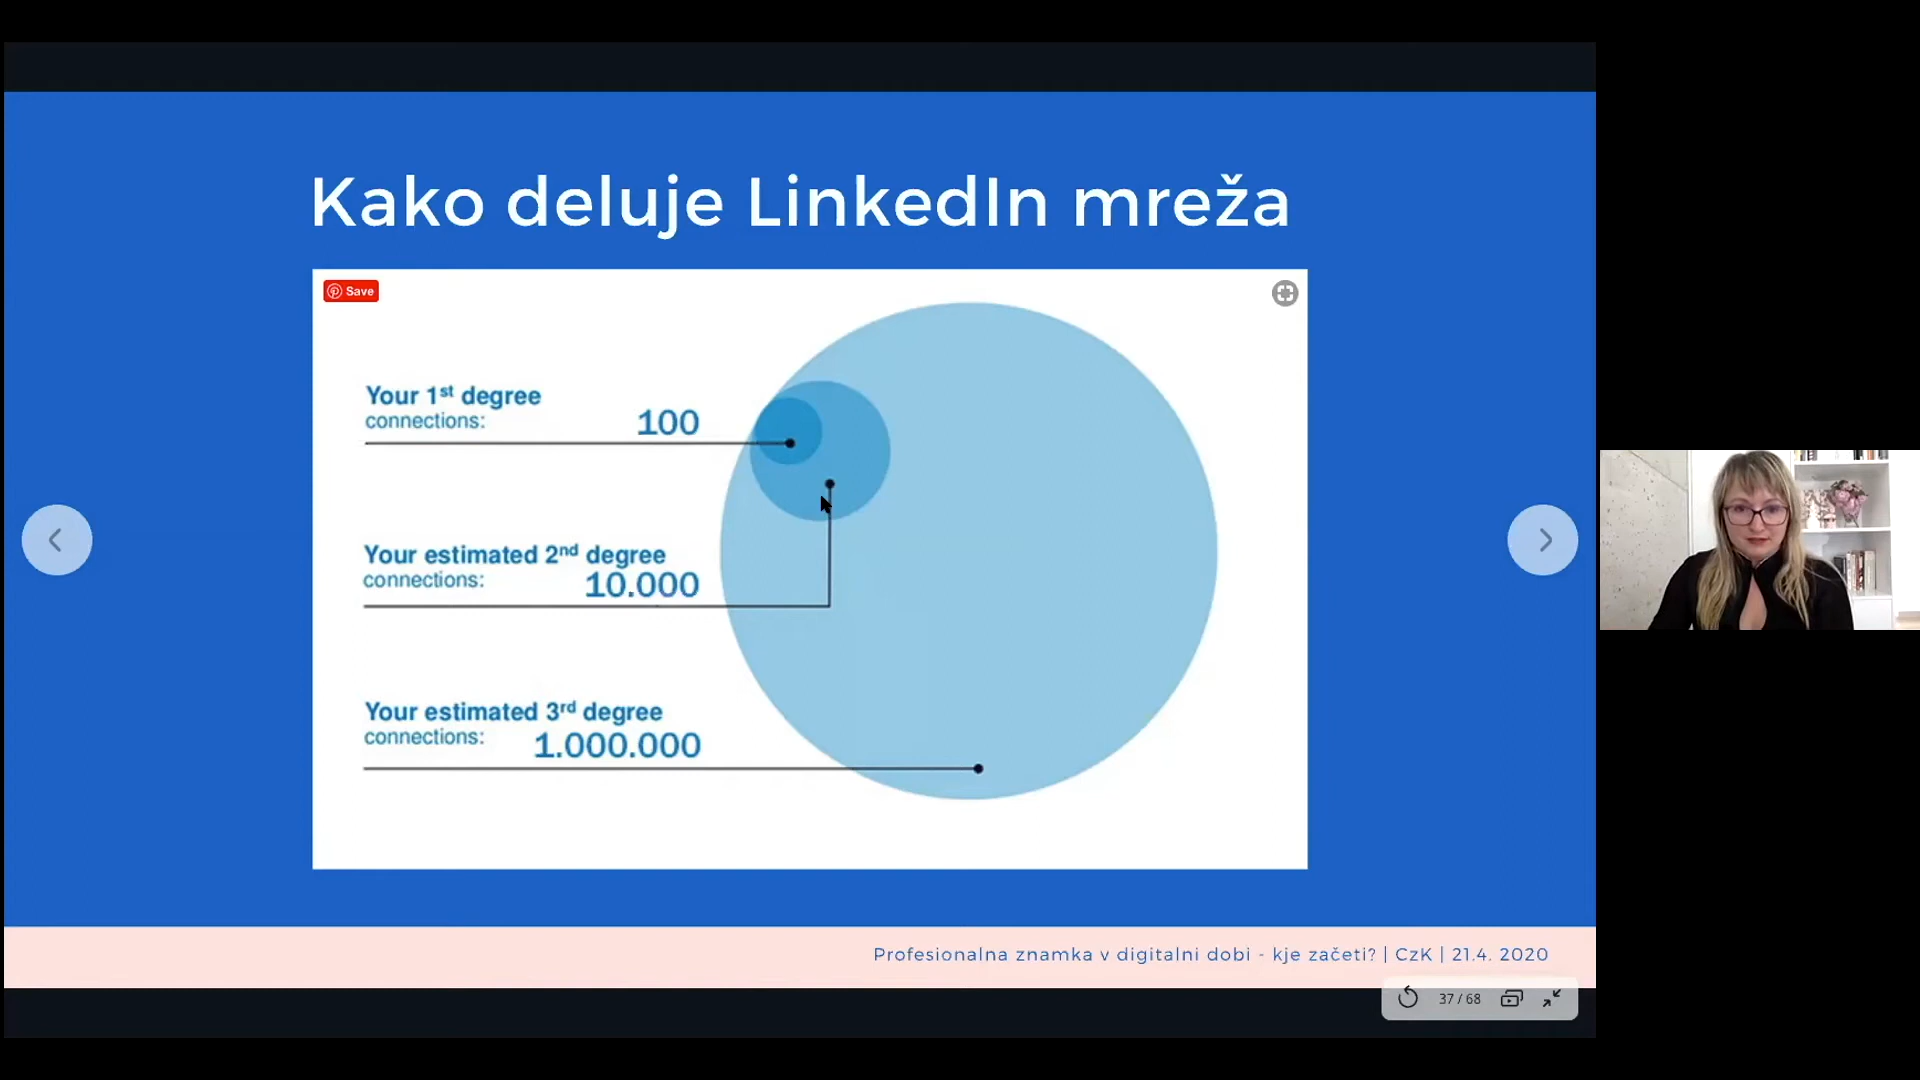 Kako deluje LinkedIn mreža
Save
Your 1st degree
connections:
100
Your estimated 2nd degree
connections:
10.000
Your estimated 3rd degree
connections:
1.000.000
Profesionalna znamka v digitalni dobi - kje začeti? | CzK | 21.4. 2020
37 / 68